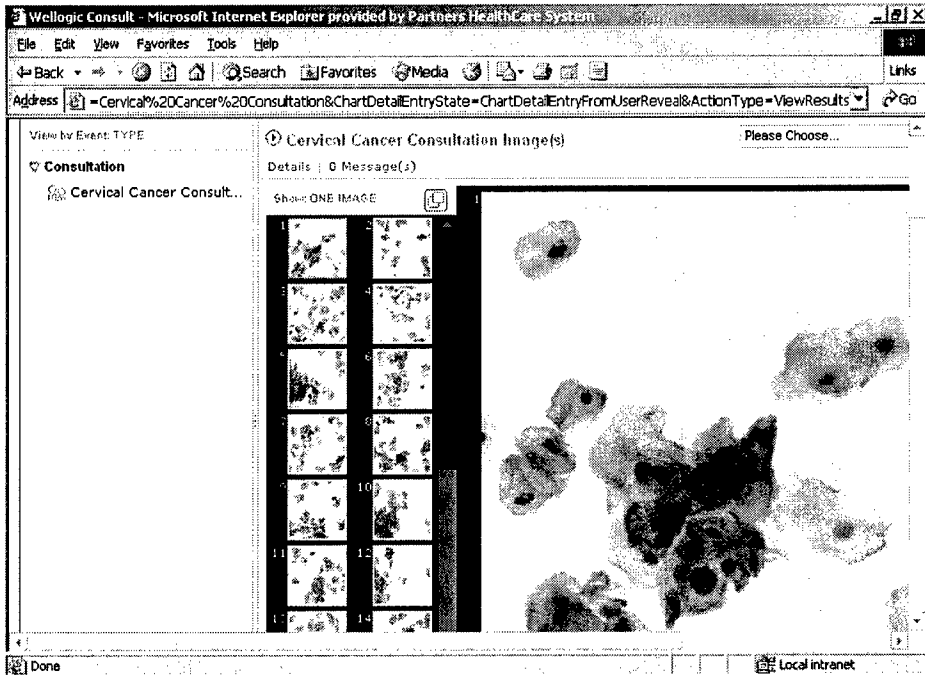 Wellogic Consult - Microsoft Internet Explorer provided by Partners HealthCare System
File Edit View Favorites Tools Help
Back Search Favorites Media Links
Address =Cervical%20Cancer%20Consultation&ChartDetailEntryState=ChartDetailEntryFromUserReveal&ActionType=ViewResults Go
View by Event: TYPE
Consultation
Cervical Cancer Consult...
Cervical Cancer Consultation Image(s)
Please Choose...
Details | 0 Message(s)
Show: ONE IMAGE
1
1 2
3 4
5 6
7 8
9 10
11 12
13 14
Done
Local intranet